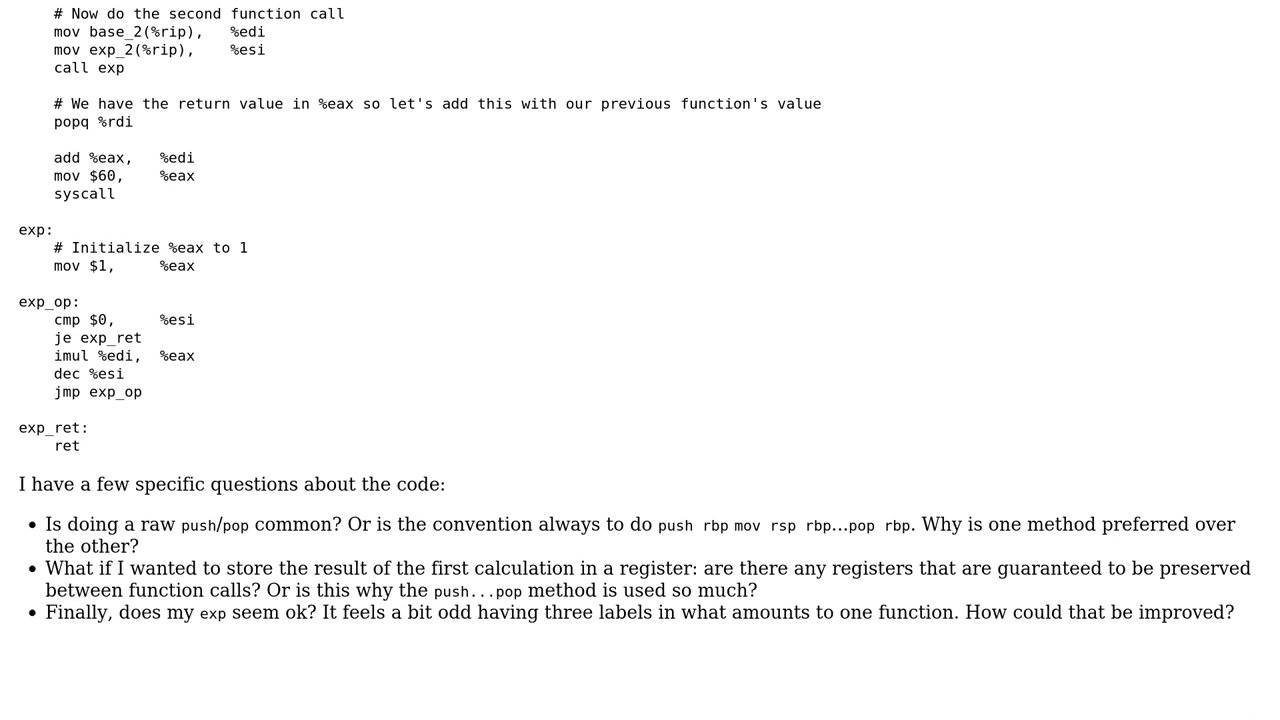 # Now do the second function call
mov base_2(%rip),   %edi
mov exp_2(%rip),    %esi
call exp
# We have the return value in %eax so let's add this with our previous function's value
popq %rdi
add %eax,   %edi
mov $60,    %eax
syscall
exp:
# Initialize %eax to 1
mov $1,     %eax
exp_op:
cmp $0,     %esi
je exp_ret
imul %edi,  %eax
dec %esi
jmp exp_op
exp_ret:
ret
I have a few specific questions about the code:
• Is doing a raw push/pop common? Or is the convention always to do push rbp mov rsp rbp...pop rbp. Why is one method preferred over
the other?
• What if I wanted to store the result of the first calculation in a register: are there any registers that are guaranteed to be preserved
between function calls? Or is this why the push...pop method is used so much?
• Finally, does my exp seem ok? It feels a bit odd having three labels in what amounts to one function. How could that be improved?